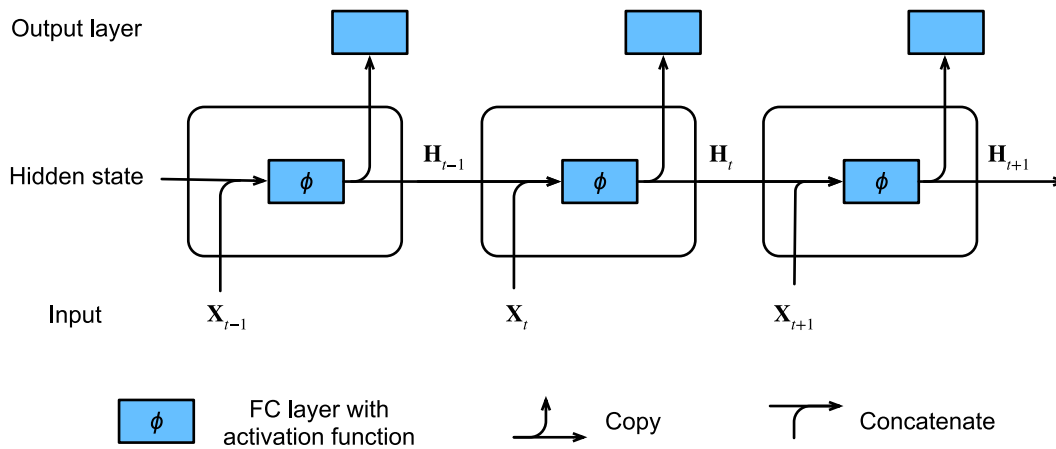 Output layer
Hidden state
ϕ
H_{t−1}
ϕ
H_t
ϕ
H_{t+1}
Input
X_{t−1}
X_t
X_{t+1}
ϕ
FC layer with
activation function
Copy
Concatenate